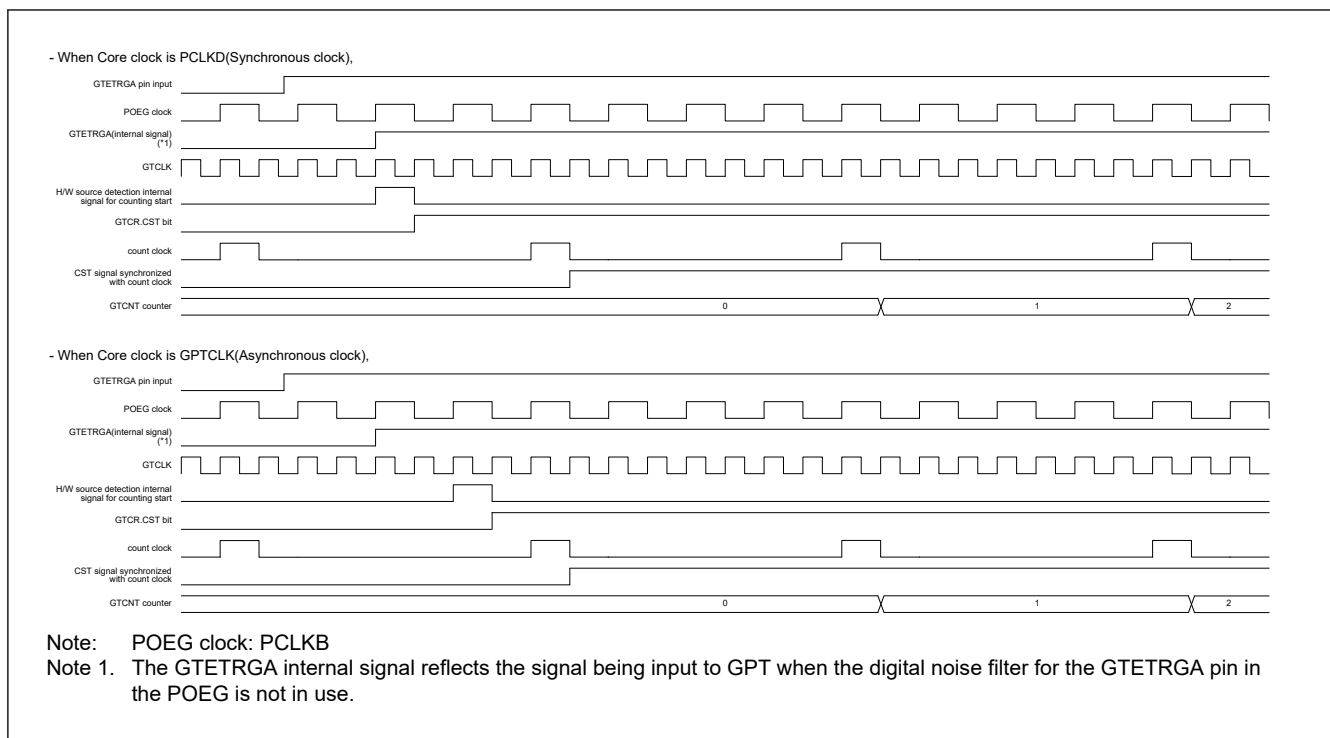 - When Core clock is PCLKD(Synchronous clock),
GTETRGA pin input
POEG clock
GTETRGA(internal signal)
(*1)
GTCLK
H/W source detection internal
signal for counting start
GTCR.CST bit
count clock
CST signal synchronized
with count clock
GTCNT counter 0 1 2
- When Core clock is GPTCLK(Asynchronous clock),
GTETRGA pin input
POEG clock
GTETRGA(internal signal)
(*1)
GTCLK
H/W source detection internal
signal for counting start
GTCR.CST bit
count clock
CST signal synchronized
with count clock
GTCNT counter 0 1 2
Note: POEG clock: PCLKB
Note 1. The GTETRGA internal signal reflects the signal being input to GPT when the digital noise filter for the GTETRGA pin in
the POEG is not in use.